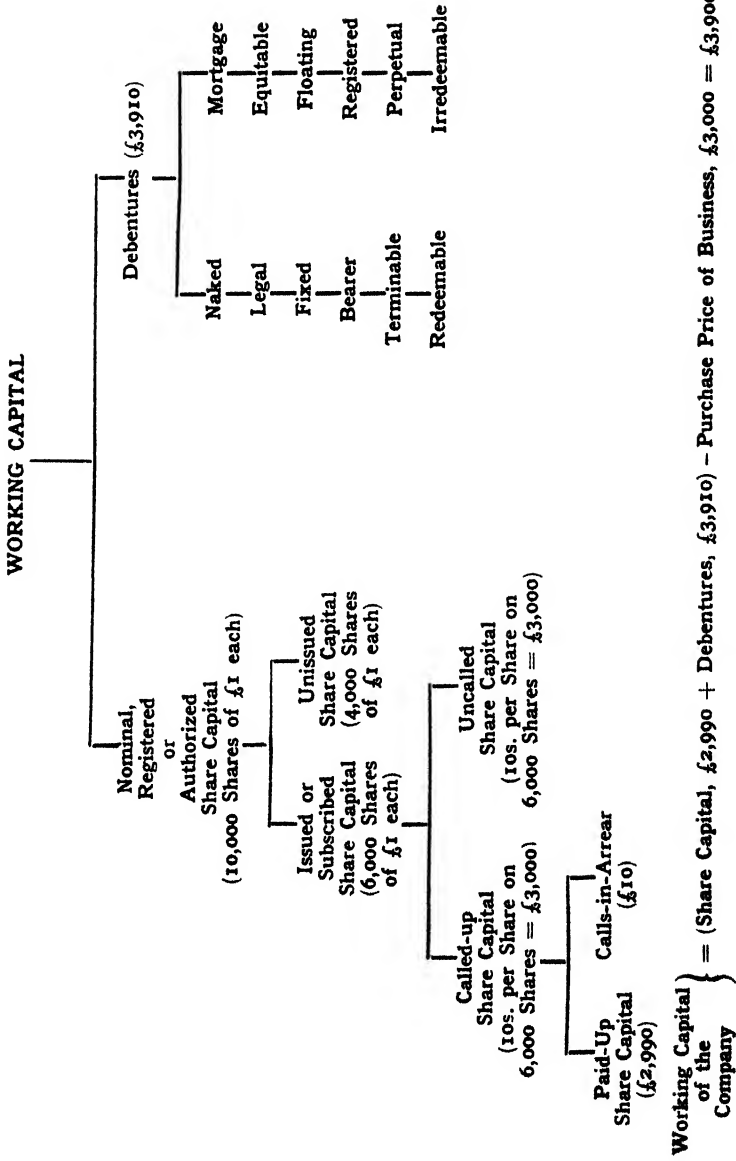 WORKING CAPITAL
Nominal,
Registered
or
Authorized
Share Capital
(10,000 Shares of £1 each)
Debentures (£3,910)
Issued or
Subscribed
Share Capital
(6,000 Shares
of £1 each)
Unissued
Share Capital
(4,000 Shares
of £1 each)
Called-up
Share Capital
(10s. per Share on
6,000 Shares = £3,000)
Uncalled
Share Capital
(10s. per Share on
6,000 Shares = £3,000)
Paid-Up
Share Capital
(£2,990)
Calls-in-Arrear
(£10)
Naked
Legal
Fixed
Bearer
Terminable
Redeemable
Mortgage
Equitable
Floating
Registered
Perpetual
Irredeemable
Working Capital
of the
Company
} = (Share Capital, £2,990 + Debentures, £3,910) – Purchase Price of Business, £3,000 = £3,900